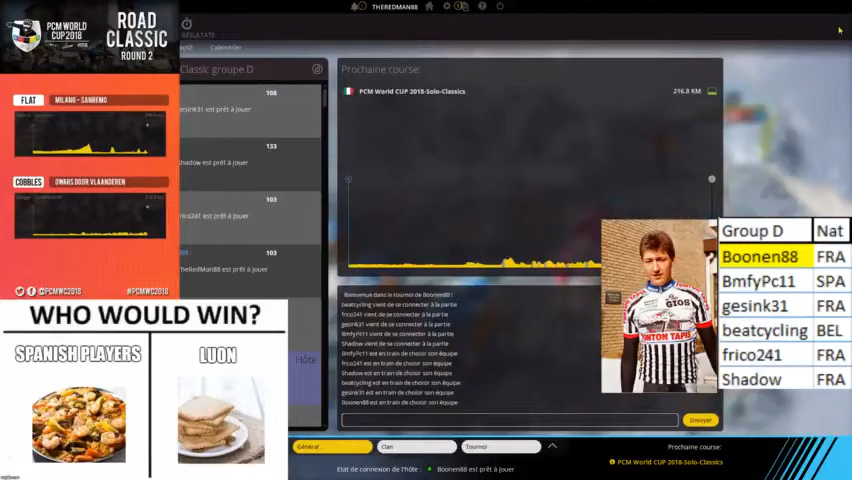 THEREDMAN88
PCM WORLD
CUP 2018
ROAD
CLASSIC
ROUND 2
RÉSULTATS
Calendrier
FLAT
MILANO - SANREMO
COBBLES
DWARS DOOR VLAANDEREN
@PCMWC2018
#PCMWC2018
Classic groupe D
108
gesink31 est prêt à jouer
133
Shadow est prêt à jouer
103
frico241 est prêt à jouer
103
TheRedMan88 est prêt à jouer
Hôte
Prochaine course:
PCM World CUP 2018-Solo-Classics
216.8 KM
Bienvenue dans le tournoi de Boonen88 !
beatcycling vient de se connecter à la partie
frico241 vient de se connecter à la partie
gesink31 vient de se connecter à la partie
BmfyPc11 vient de se connecter à la partie
Shadow vient de se connecter à la partie
BmfyPc11 est en train de choisir son équipe
frico241 est en train de choisir son équipe
Shadow est en train de choisir son équipe
beatcycling est en train de choisir son équipe
gesink31 est en train de choisir son équipe
Boonen88 est en train de choisir son équipe
Envoyer
Général
Clan
Tournoi
Prochaine course:
Etat de connexion de l'hôte :
Boonen88 est prêt à jouer
PCM World CUP 2018-Solo-Classics
GIOS
Group D Nat
Boonen88 FRA
BmfyPc11 SPA
gesink31 FRA
beatcycling BEL
frico241 FRA
Shadow FRA
WHO WOULD WIN?
SPANISH PLAYERS
LUON